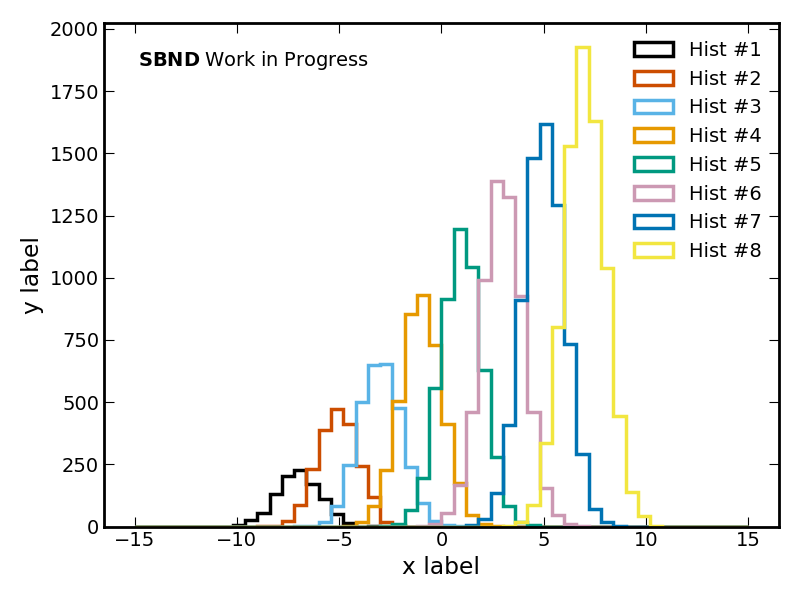 SBND Work in Progress
Hist #1
Hist #2
Hist #3
Hist #4
Hist #5
Hist #6
Hist #7
Hist #8
2000
1750
1500
1250
1000
750
500
250
0
y label
−15 −10 −5 0 5 10 15
x label